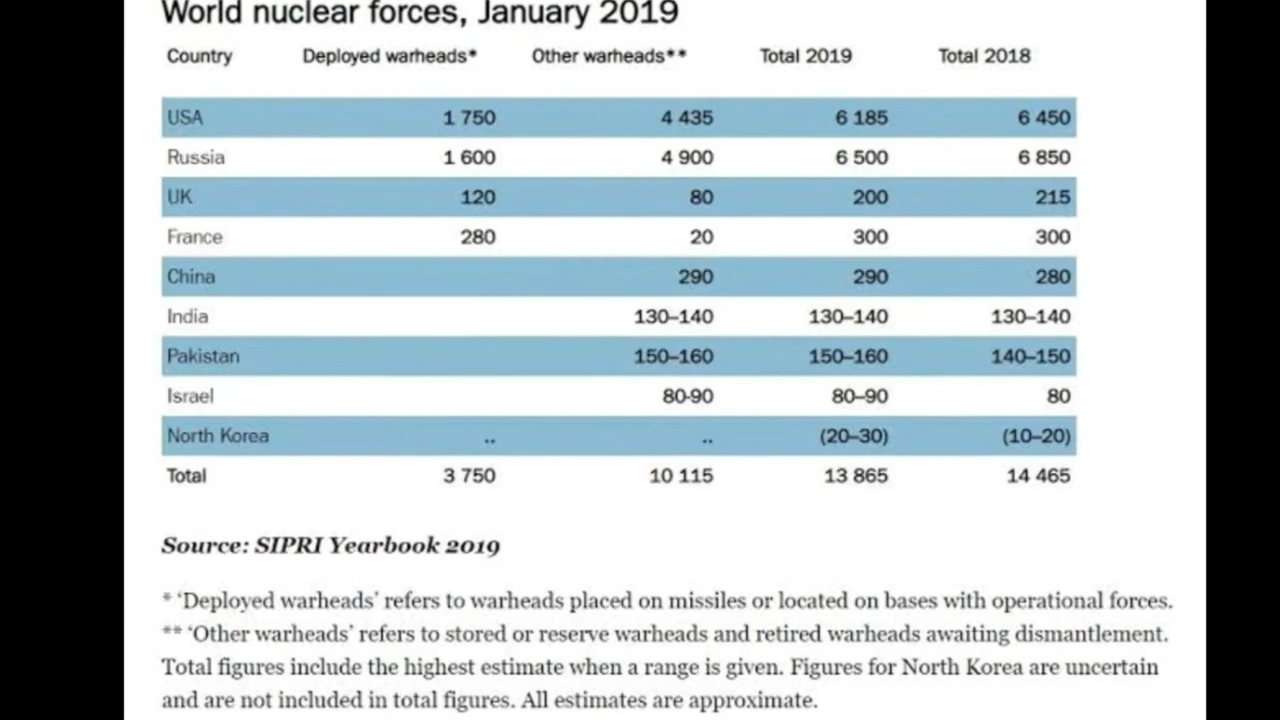 World nuclear forces, January 2019
Country Deployed warheads* Other warheads** Total 2019 Total 2018
USA 1 750 4 435 6 185 6 450
Russia 1 600 4 900 6 500 6 850
UK 120 80 200 215
France 280 20 300 300
China 290 290 280
India 130–140 130–140 130–140
Pakistan 150–160 150–160 140–150
Israel 80-90 80–90 80
North Korea .. .. (20–30) (10–20)
Total 3 750 10 115 13 865 14 465
Source: SIPRI Yearbook 2019
* ‘Deployed warheads’ refers to warheads placed on missiles or located on bases with operational forces.
** ‘Other warheads’ refers to stored or reserve warheads and retired warheads awaiting dismantlement.
Total figures include the highest estimate when a range is given. Figures for North Korea are uncertain
and are not included in total figures. All estimates are approximate.